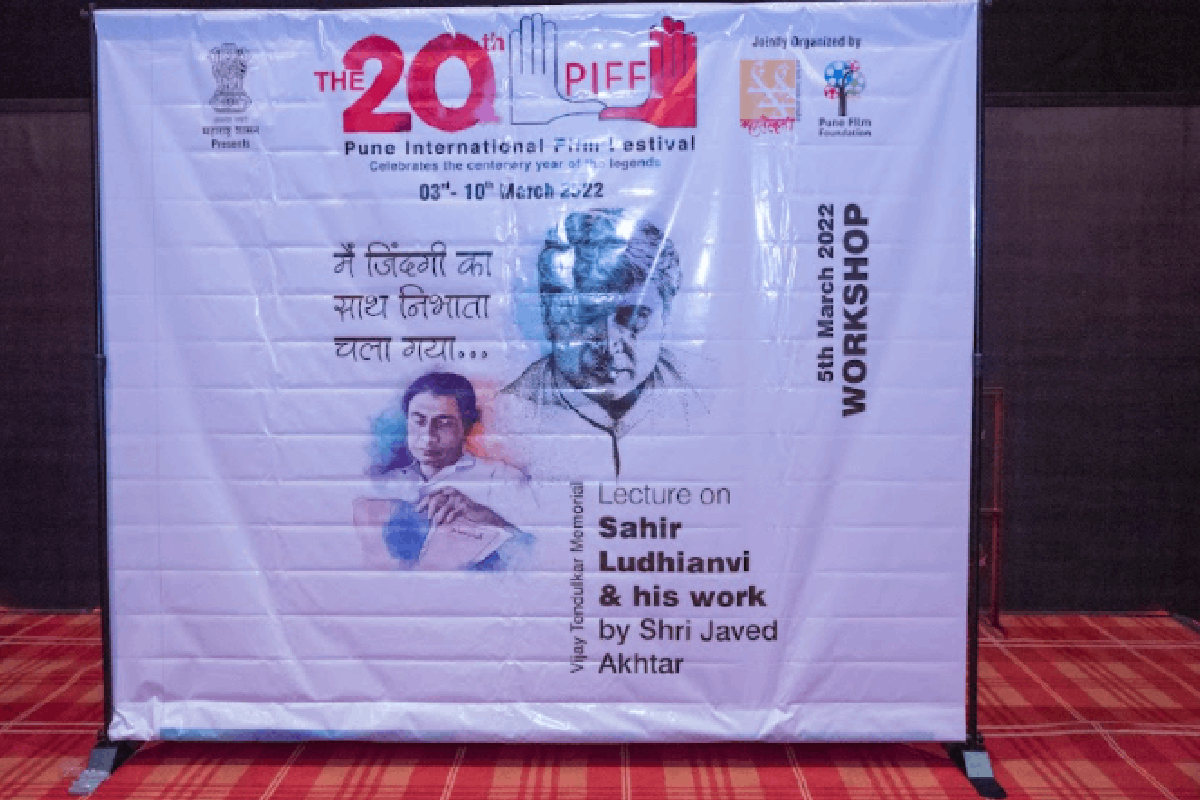 THE 20th PIFF
Pune International Film Festival
Celebrates the centenary year of the legends
03rd- 10th March 2022
महाराष्ट्र शासन
Presents
Jointly Organized by
Pune Film
Foundation
मैं जिंदगी का
साथ निभाता
चला गया...
5th March 2022
WORKSHOP
Vijay Tendulkar Memorial
Lecture on
Sahir
Ludhianvi
& his work
by Shri Javed
Akhtar